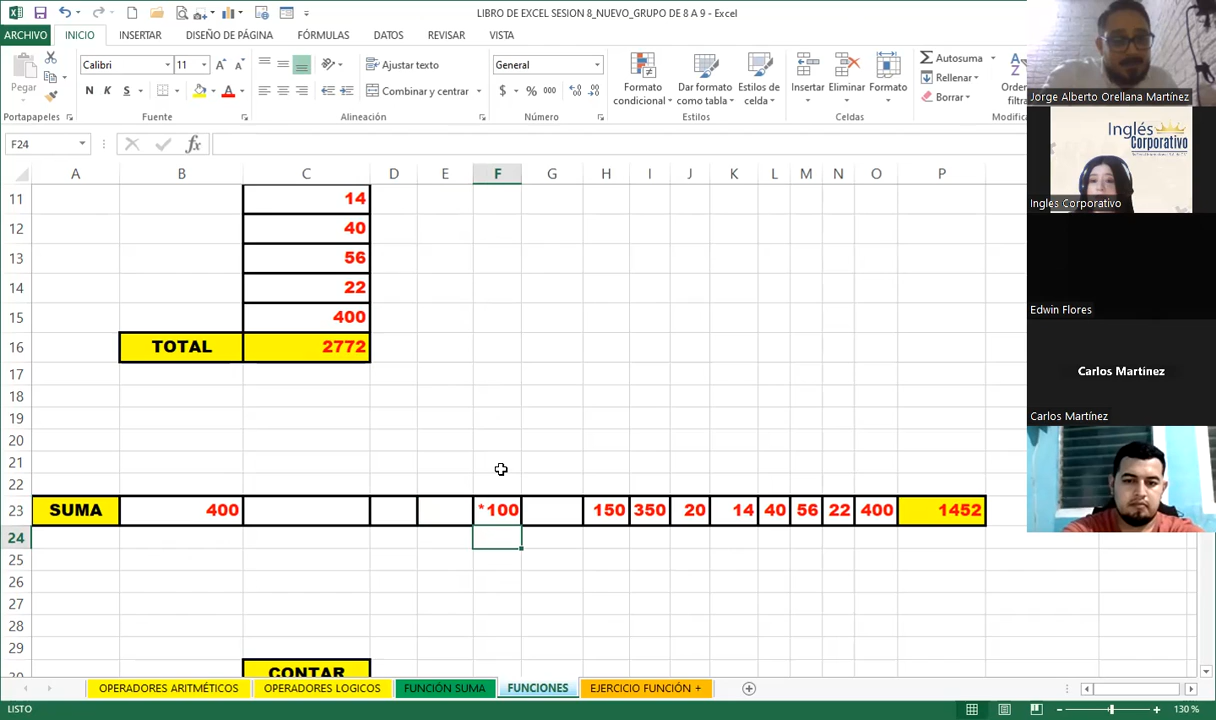 LIBRO DE EXCEL SESION 8_NUEVO_GRUPO DE 8 A 9 - Excel
ARCHIVO INICIO INSERTAR DISEÑO DE PÁGINA FÓRMULAS DATOS REVISAR VISTA
Pegar
Calibri 11
N K S
Ajustar texto
Combinar y centrar
General
$ % 000
Formato condicional
Dar formato como tabla
Estilos de celda
Insertar Eliminar Formato
Autosuma
Rellenar
Borrar
Portapapeles Fuente Alineación Número Estilos Celdas
F24 fx
A B C D E F G H I J K L M N O P
11 14
12 40
13 56
14 22
15 400
16 TOTAL 2772
17
18
19
20
21
22
23 SUMA 400 *100 150 350 20 14 40 56 22 400 1452
24
25
26
27
28
29
CONTAR
OPERADORES ARITMÉTICOS OPERADORES LOGICOS FUNCIÓN SUMA FUNCIONES EJERCICIO FUNCIÓN +
LISTO 130 %
Jorge Alberto Orellana Martínez
Inglés Corporativo
Ingles Corporativo
Edwin Flores
Carlos Martínez
Carlos Martínez